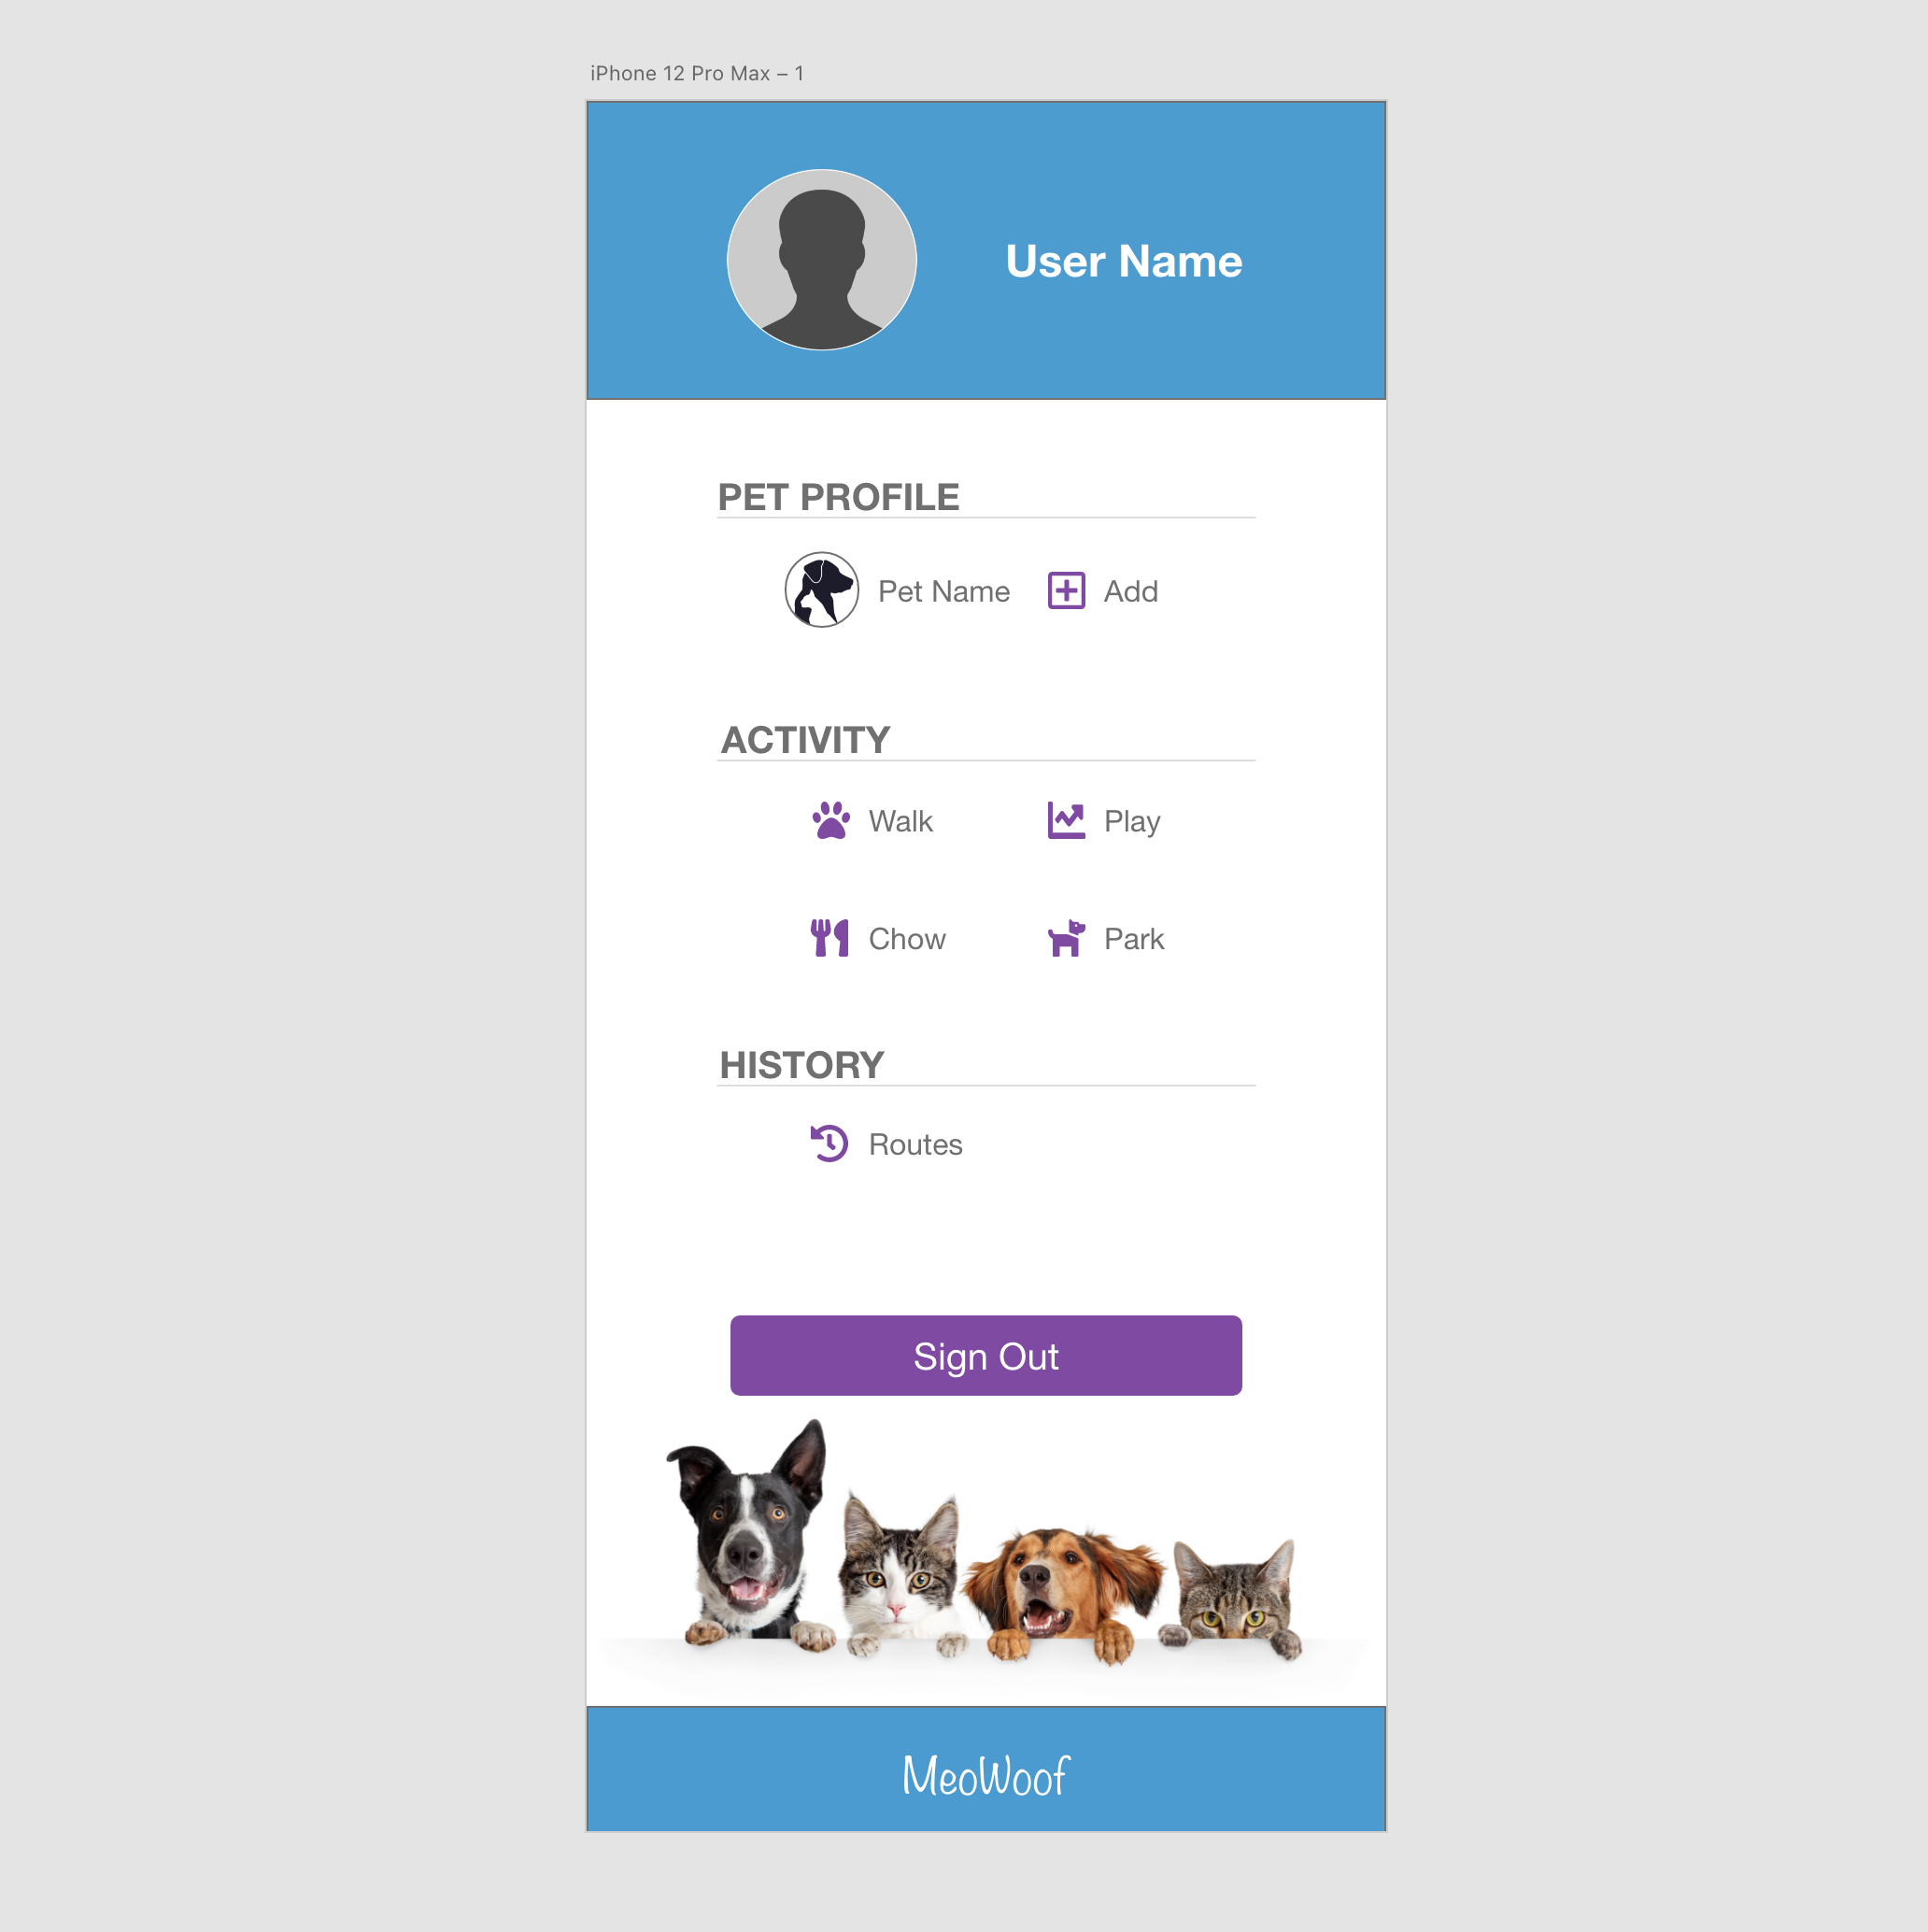 iPhone 12 Pro Max – 1
User Name
PET PROFILE
Pet Name
Add
ACTIVITY
Walk
Play
Chow
Park
HISTORY
Routes
Sign Out
MeoWoof